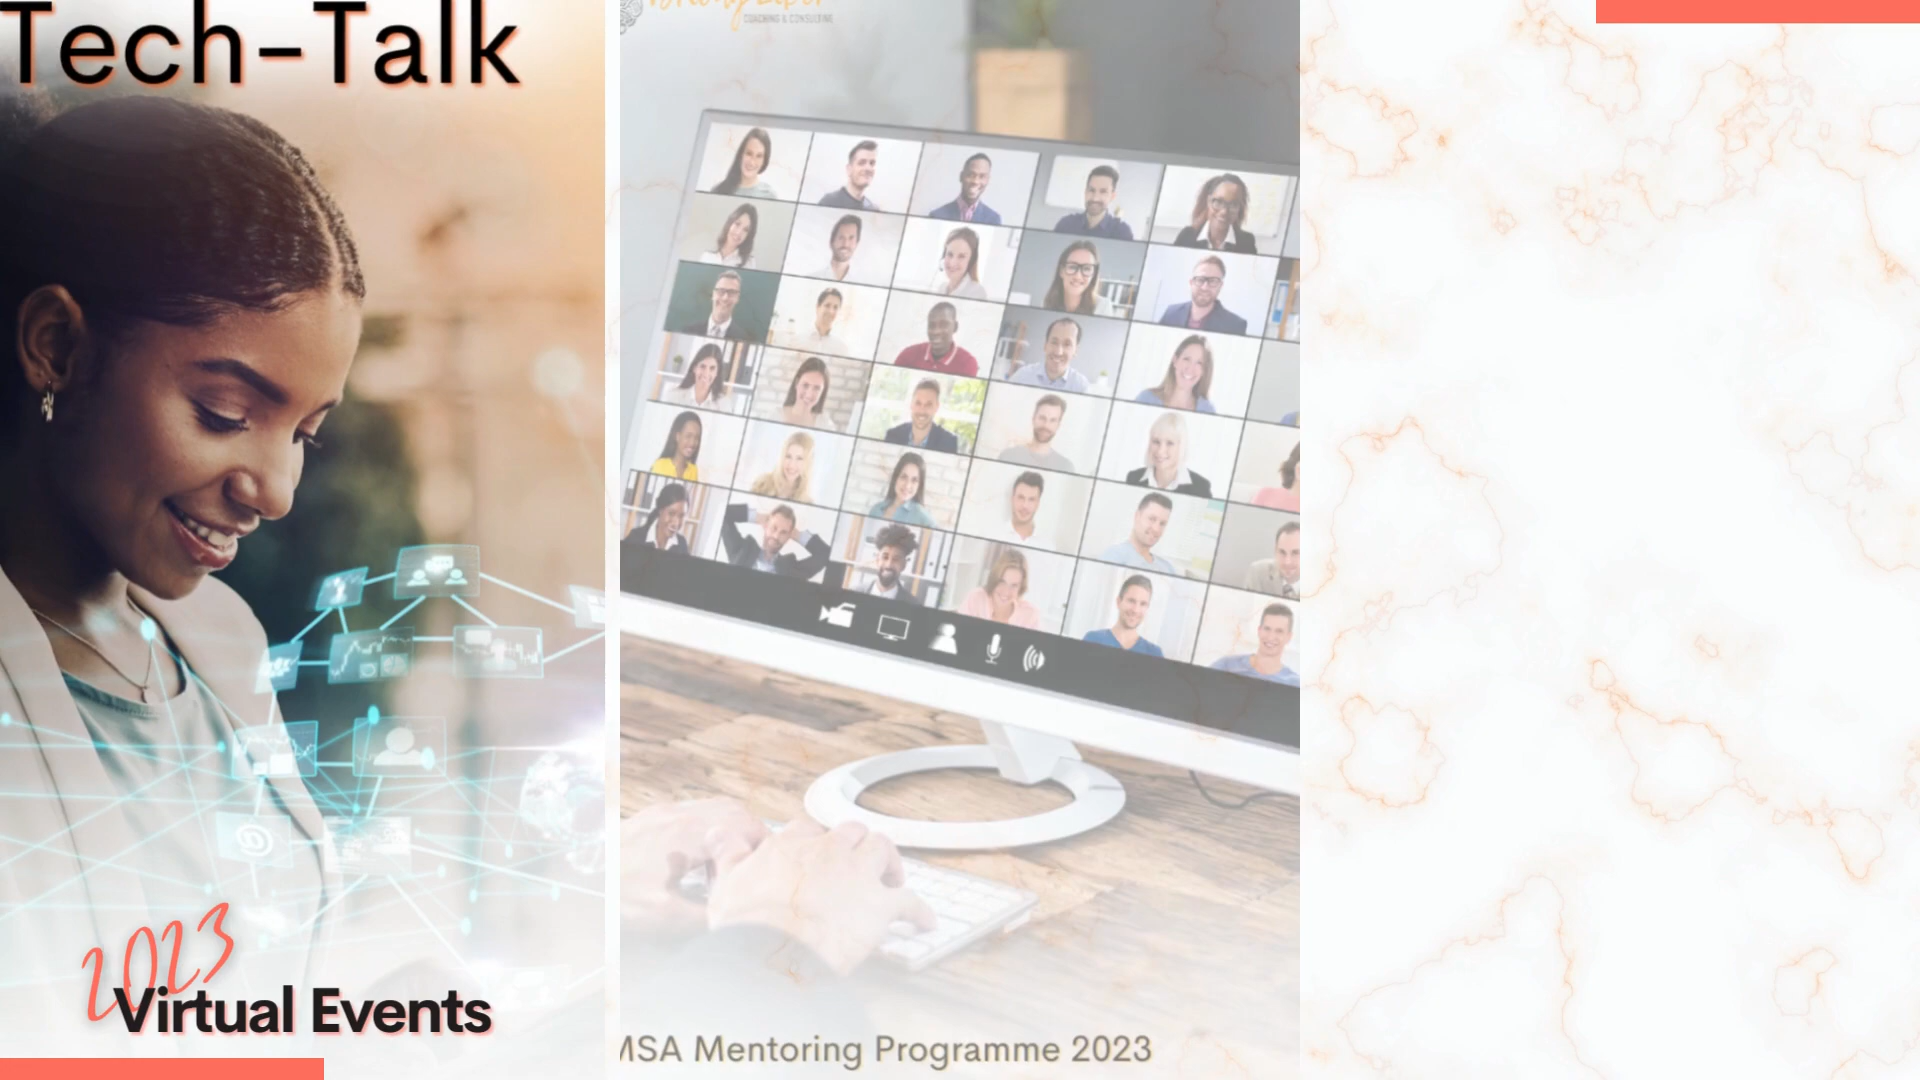 Tech-Talk
COACHING & CONSULTING
2023
Virtual Events
MSA Mentoring Programme 2023